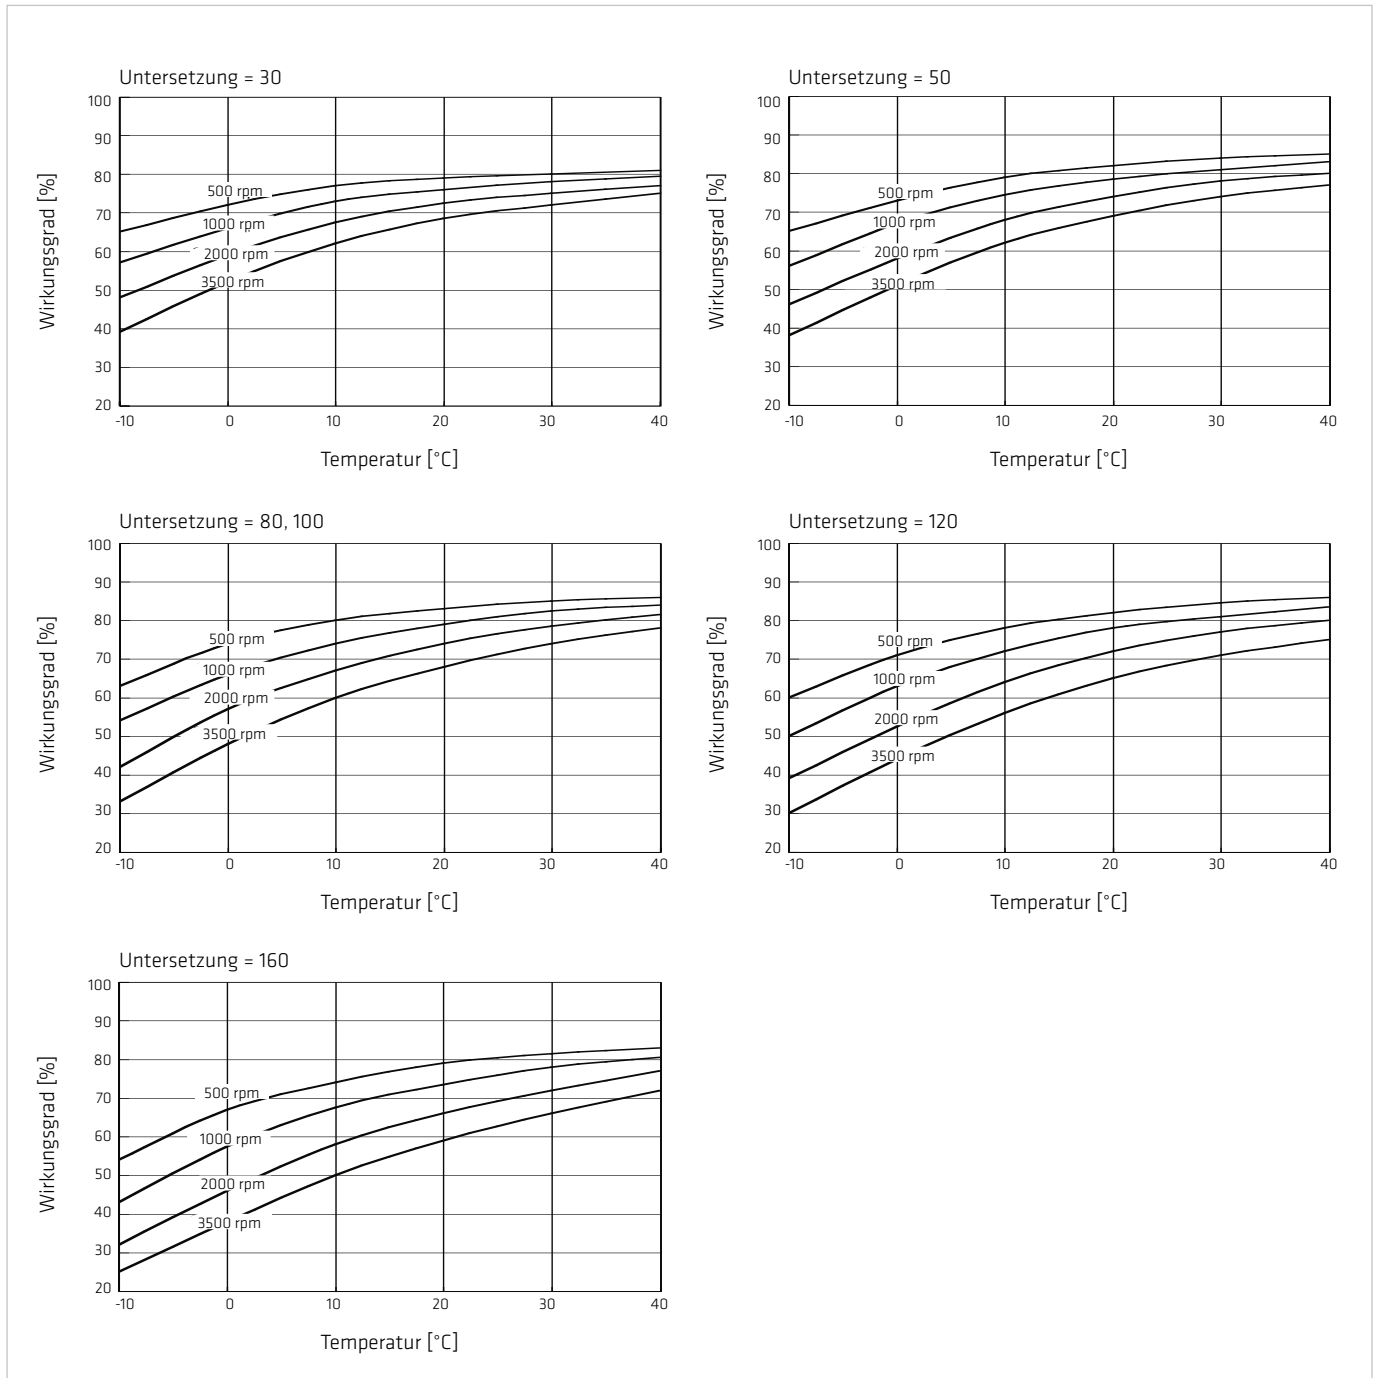 Untersetzung = 30
100
90
80
70
60
50
40
30
20
Wirkungsgrad [%]
500 rpm
1000 rpm
2000 rpm
3500 rpm
-10 0 10 20 30 40
Temperatur [°C]
Untersetzung = 50
100
90
80
70
60
50
40
30
20
Wirkungsgrad [%]
500 rpm
1000 rpm
2000 rpm
3500 rpm
-10 0 10 20 30 40
Temperatur [°C]
Untersetzung = 80, 100
100
90
80
70
60
50
40
30
20
Wirkungsgrad [%]
500 rpm
1000 rpm
2000 rpm
3500 rpm
-10 0 10 20 30 40
Temperatur [°C]
Untersetzung = 120
100
90
80
70
60
50
40
30
20
Wirkungsgrad [%]
500 rpm
1000 rpm
2000 rpm
3500 rpm
-10 0 10 20 30 40
Temperatur [°C]
Untersetzung = 160
100
90
80
70
60
50
40
30
20
Wirkungsgrad [%]
500 rpm
1000 rpm
2000 rpm
3500 rpm
-10 0 10 20 30 40
Temperatur [°C]